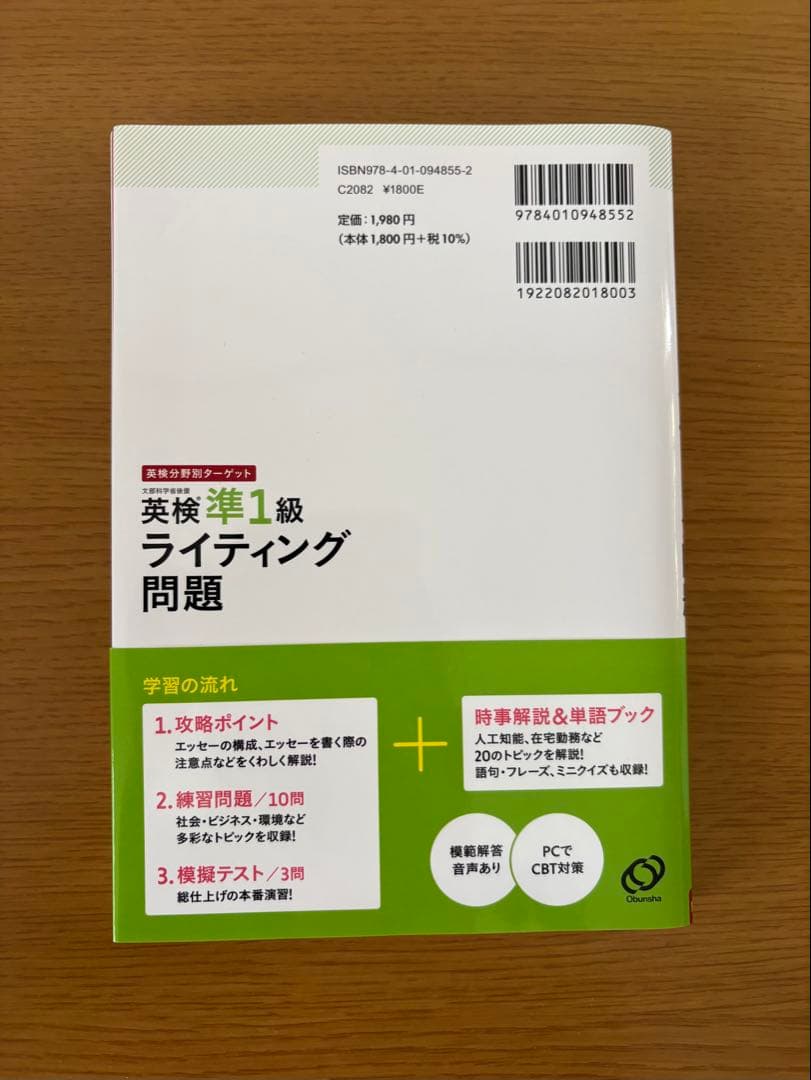 ISBN978-4-01-094855-2
C2082 ¥1800E
定価：1,980円
（本体1,800円＋税10%）
9784010948552
1922082018003
英検分野別ターゲット
文部科学省後援
英検®準1級
ライティング
問題
学習の流れ
1. 攻略ポイント
エッセーの構成、エッセーを書く際の
注意点などをくわしく解説！
2. 練習問題／10問
社会・ビジネス・環境など
多彩なトピックを収録！
3. 模擬テスト／3問
総仕上げの本番演習！
＋
時事解説＆単語ブック
人工知能、在宅勤務など
20のトピックを解説！
語句・フレーズ、ミニクイズも収録！
模範解答
音声あり
PCで
CBT対策
Obunsha